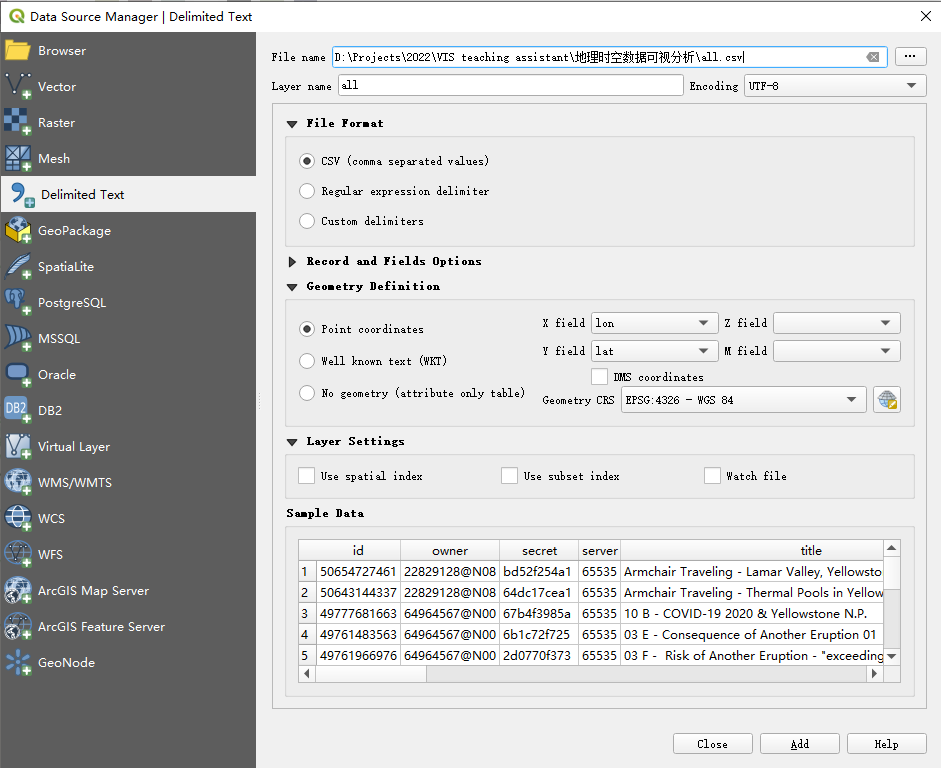 Data Source Manager | Delimited Text
Browser
Vector
Raster
Mesh
Delimited Text
GeoPackage
SpatiaLite
PostgreSQL
MSSQL
Oracle
DB2
DB2
Virtual Layer
WMS/WMTS
WCS
WFS
ArcGIS Map Server
ArcGIS Feature Server
GeoNode
File name D:\Projects\2022\VIS teaching assistant\地理时空数据可视分析\all.csv ...
Layer name all Encoding UTF-8
File Format
CSV (comma separated values)
Regular expression delimiter
Custom delimiters
Record and Fields Options
Geometry Definition
Point coordinates X field lon Z field
Well known text (WKT) Y field lat M field
DMS coordinates
No geometry (attribute only table) Geometry CRS EPSG:4326 - WGS 84
Layer Settings
Use spatial index Use subset index Watch file
Sample Data
id owner secret server title
1 50654727461 22829128@N08 bd52f254a1 65535 Armchair Traveling - Lamar Valley, Yellowsto
2 50643144337 22829128@N08 64dc17cea1 65535 Armchair Traveling - Thermal Pools in Yellow
3 49777681663 64964567@N00 67b4f3985a 65535 10 B - COVID-19 2020 & Yellowstone N.P.
4 49761483563 64964567@N00 6b1c72f725 65535 03 E - Consequence of Another Eruption 01
5 49761966976 64964567@N00 2d0770f373 65535 03 F - Risk of Another Eruption - "exceeding
Close Add Help